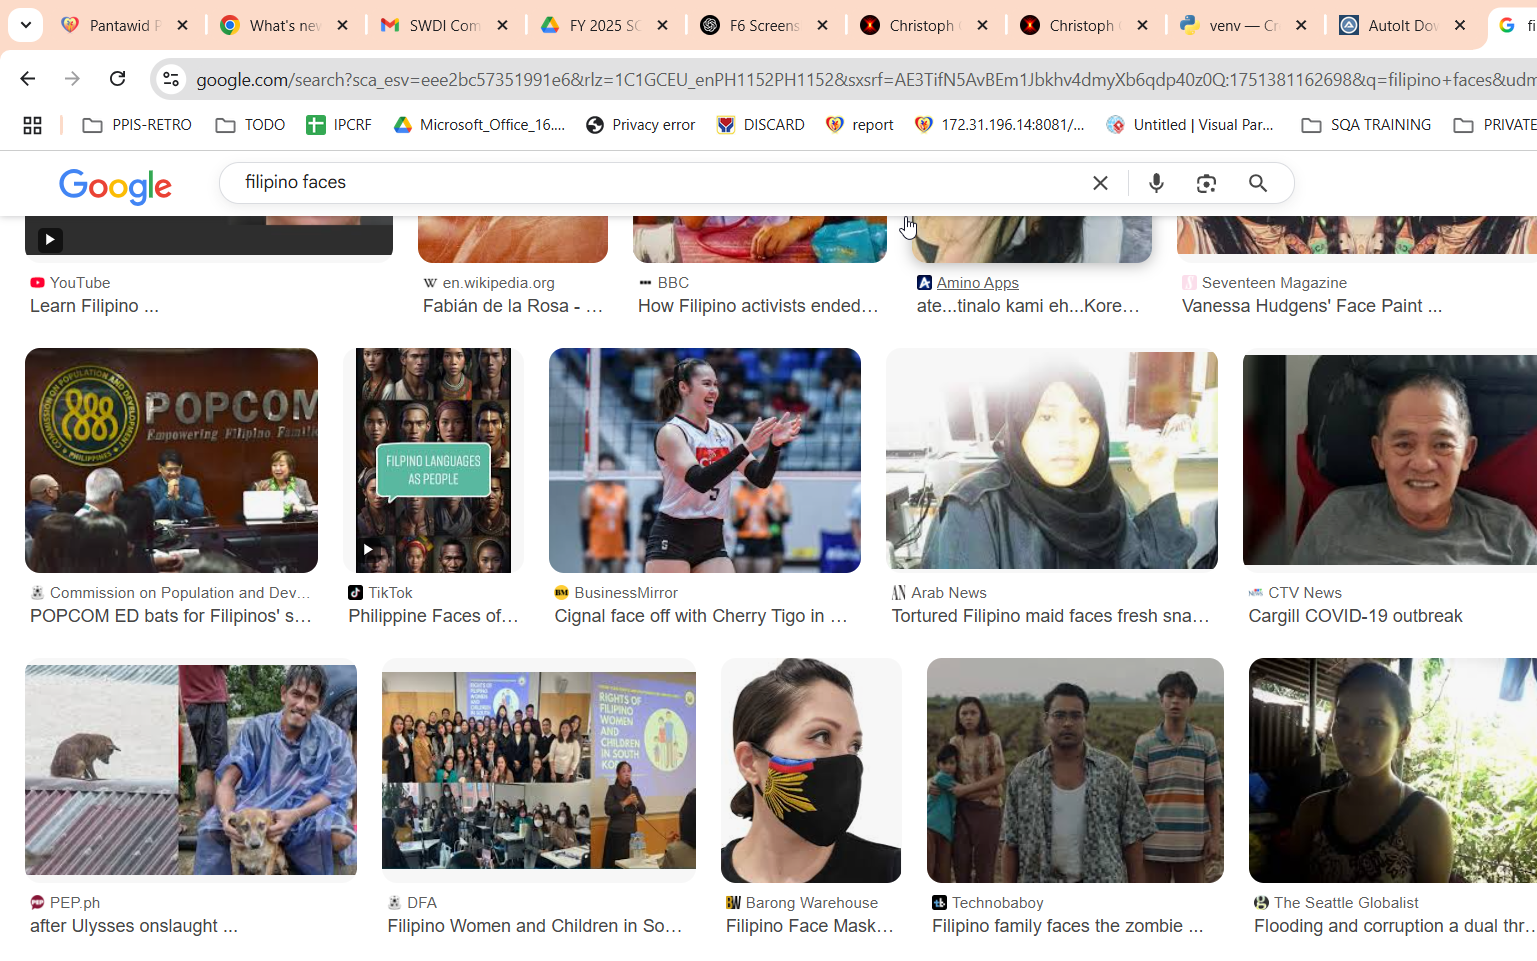 Pantawid P
What's nev
SWDI Com
FY 2025 SC
F6 Screens
Christoph
Christoph
venv — Cr
AutoIt Dov
fi
google.com/search?sca_esv=eee2bc57351991e6&rlz=1C1GCEU_enPH1152PH1152&sxsrf=AE3TifN5AvBEm1Jbkhv4dmyXb6qdp40z0Q:1751381162698&q=filipino+faces&udm
PPIS-RETRO
TODO
IPCRF
Microsoft_Office_16....
Privacy error
DISCARD
report
172.31.196.14:8081/...
Untitled | Visual Par...
SQA TRAINING
PRIVATE
Google
filipino faces
YouTube
Learn Filipino ...
en.wikipedia.org
Fabián de la Rosa - ...
BBC
How Filipino activists ended...
Amino Apps
ate...tinalo kami eh...Kore...
Seventeen Magazine
Vanessa Hudgens' Face Paint ...
COMMISSION ON POPULATION AND DEVELOPMENT
PHILIPPINES
POPCOM
Empowering Filipino Familie
FILPINO LANGUAGES
AS PEOPLE
Commission on Population and Dev...
POPCOM ED bats for Filipinos' s...
TikTok
Philippine Faces of...
BusinessMirror
Cignal face off with Cherry Tigo in ...
Arab News
Tortured Filipino maid faces fresh sna...
CTV News
Cargill COVID-19 outbreak
RIGHTS OF
FILIPINO
WOMEN
AND
CHILDREN
IN SOUTH
KOR
PEP.ph
after Ulysses onslaught ...
DFA
Filipino Women and Children in So...
Barong Warehouse
Filipino Face Mask...
Technobaboy
Filipino family faces the zombie ...
The Seattle Globalist
Flooding and corruption a dual thr...